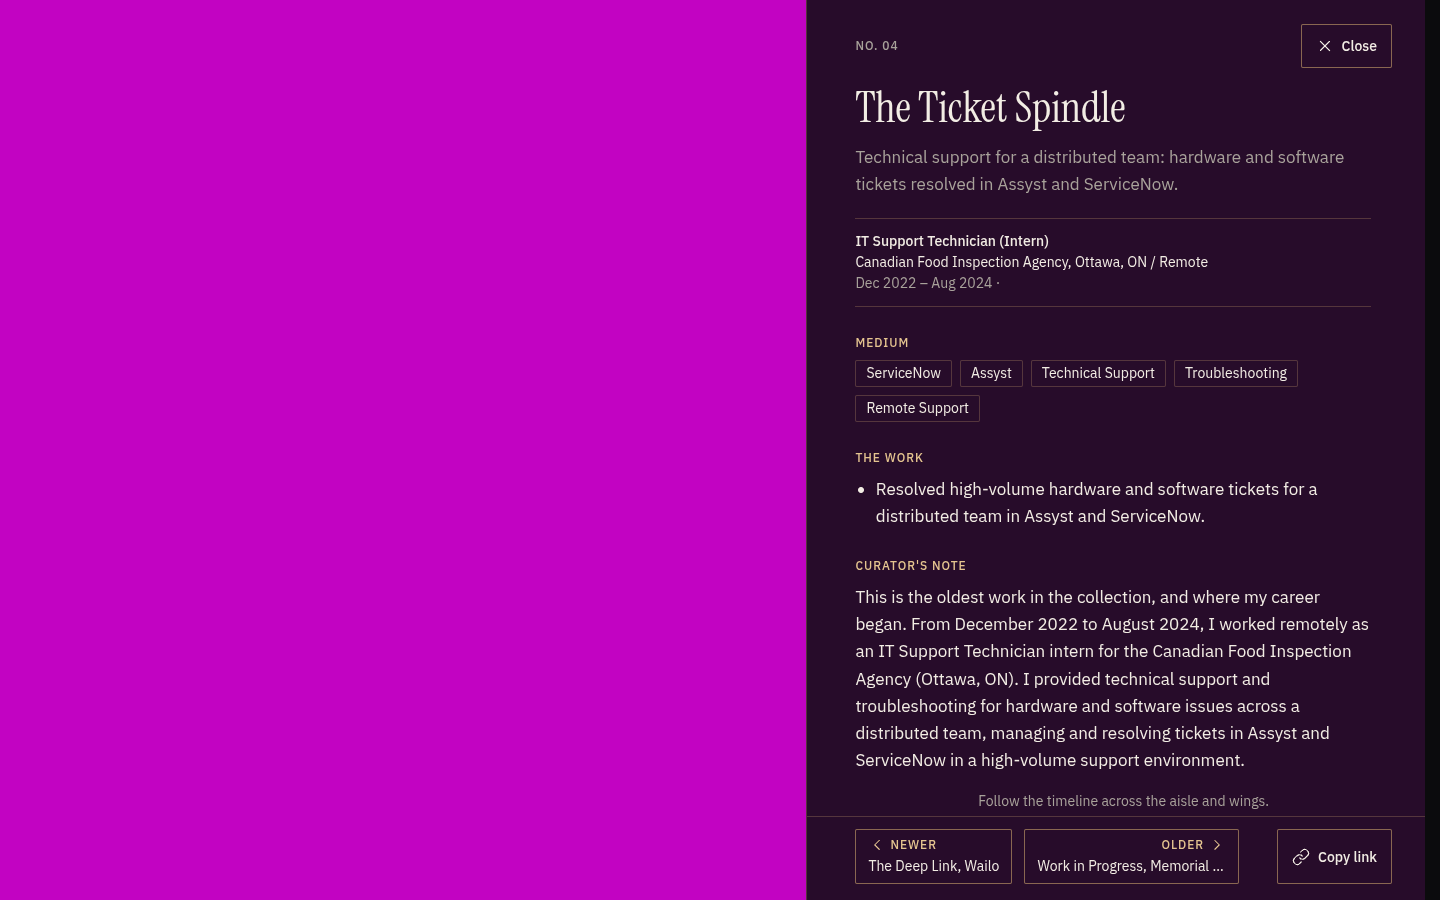 NO. 04
Close
The Ticket Spindle
Technical support for a distributed team: hardware and software
tickets resolved in Assyst and ServiceNow.
IT Support Technician (Intern)
Canadian Food Inspection Agency, Ottawa, ON / Remote
Dec 2022 – Aug 2024 ·
MEDIUM
ServiceNow
Assyst
Technical Support
Troubleshooting
Remote Support
THE WORK
• Resolved high-volume hardware and software tickets for a
distributed team in Assyst and ServiceNow.
CURATOR'S NOTE
This is the oldest work in the collection, and where my career
began. From December 2022 to August 2024, I worked remotely as
an IT Support Technician intern for the Canadian Food Inspection
Agency (Ottawa, ON). I provided technical support and
troubleshooting for hardware and software issues across a
distributed team, managing and resolving tickets in Assyst and
ServiceNow in a high-volume support environment.
Follow the timeline across the aisle and wings.
NEWER
The Deep Link, Wailo
OLDER
Work in Progress, Memorial ...
Copy link